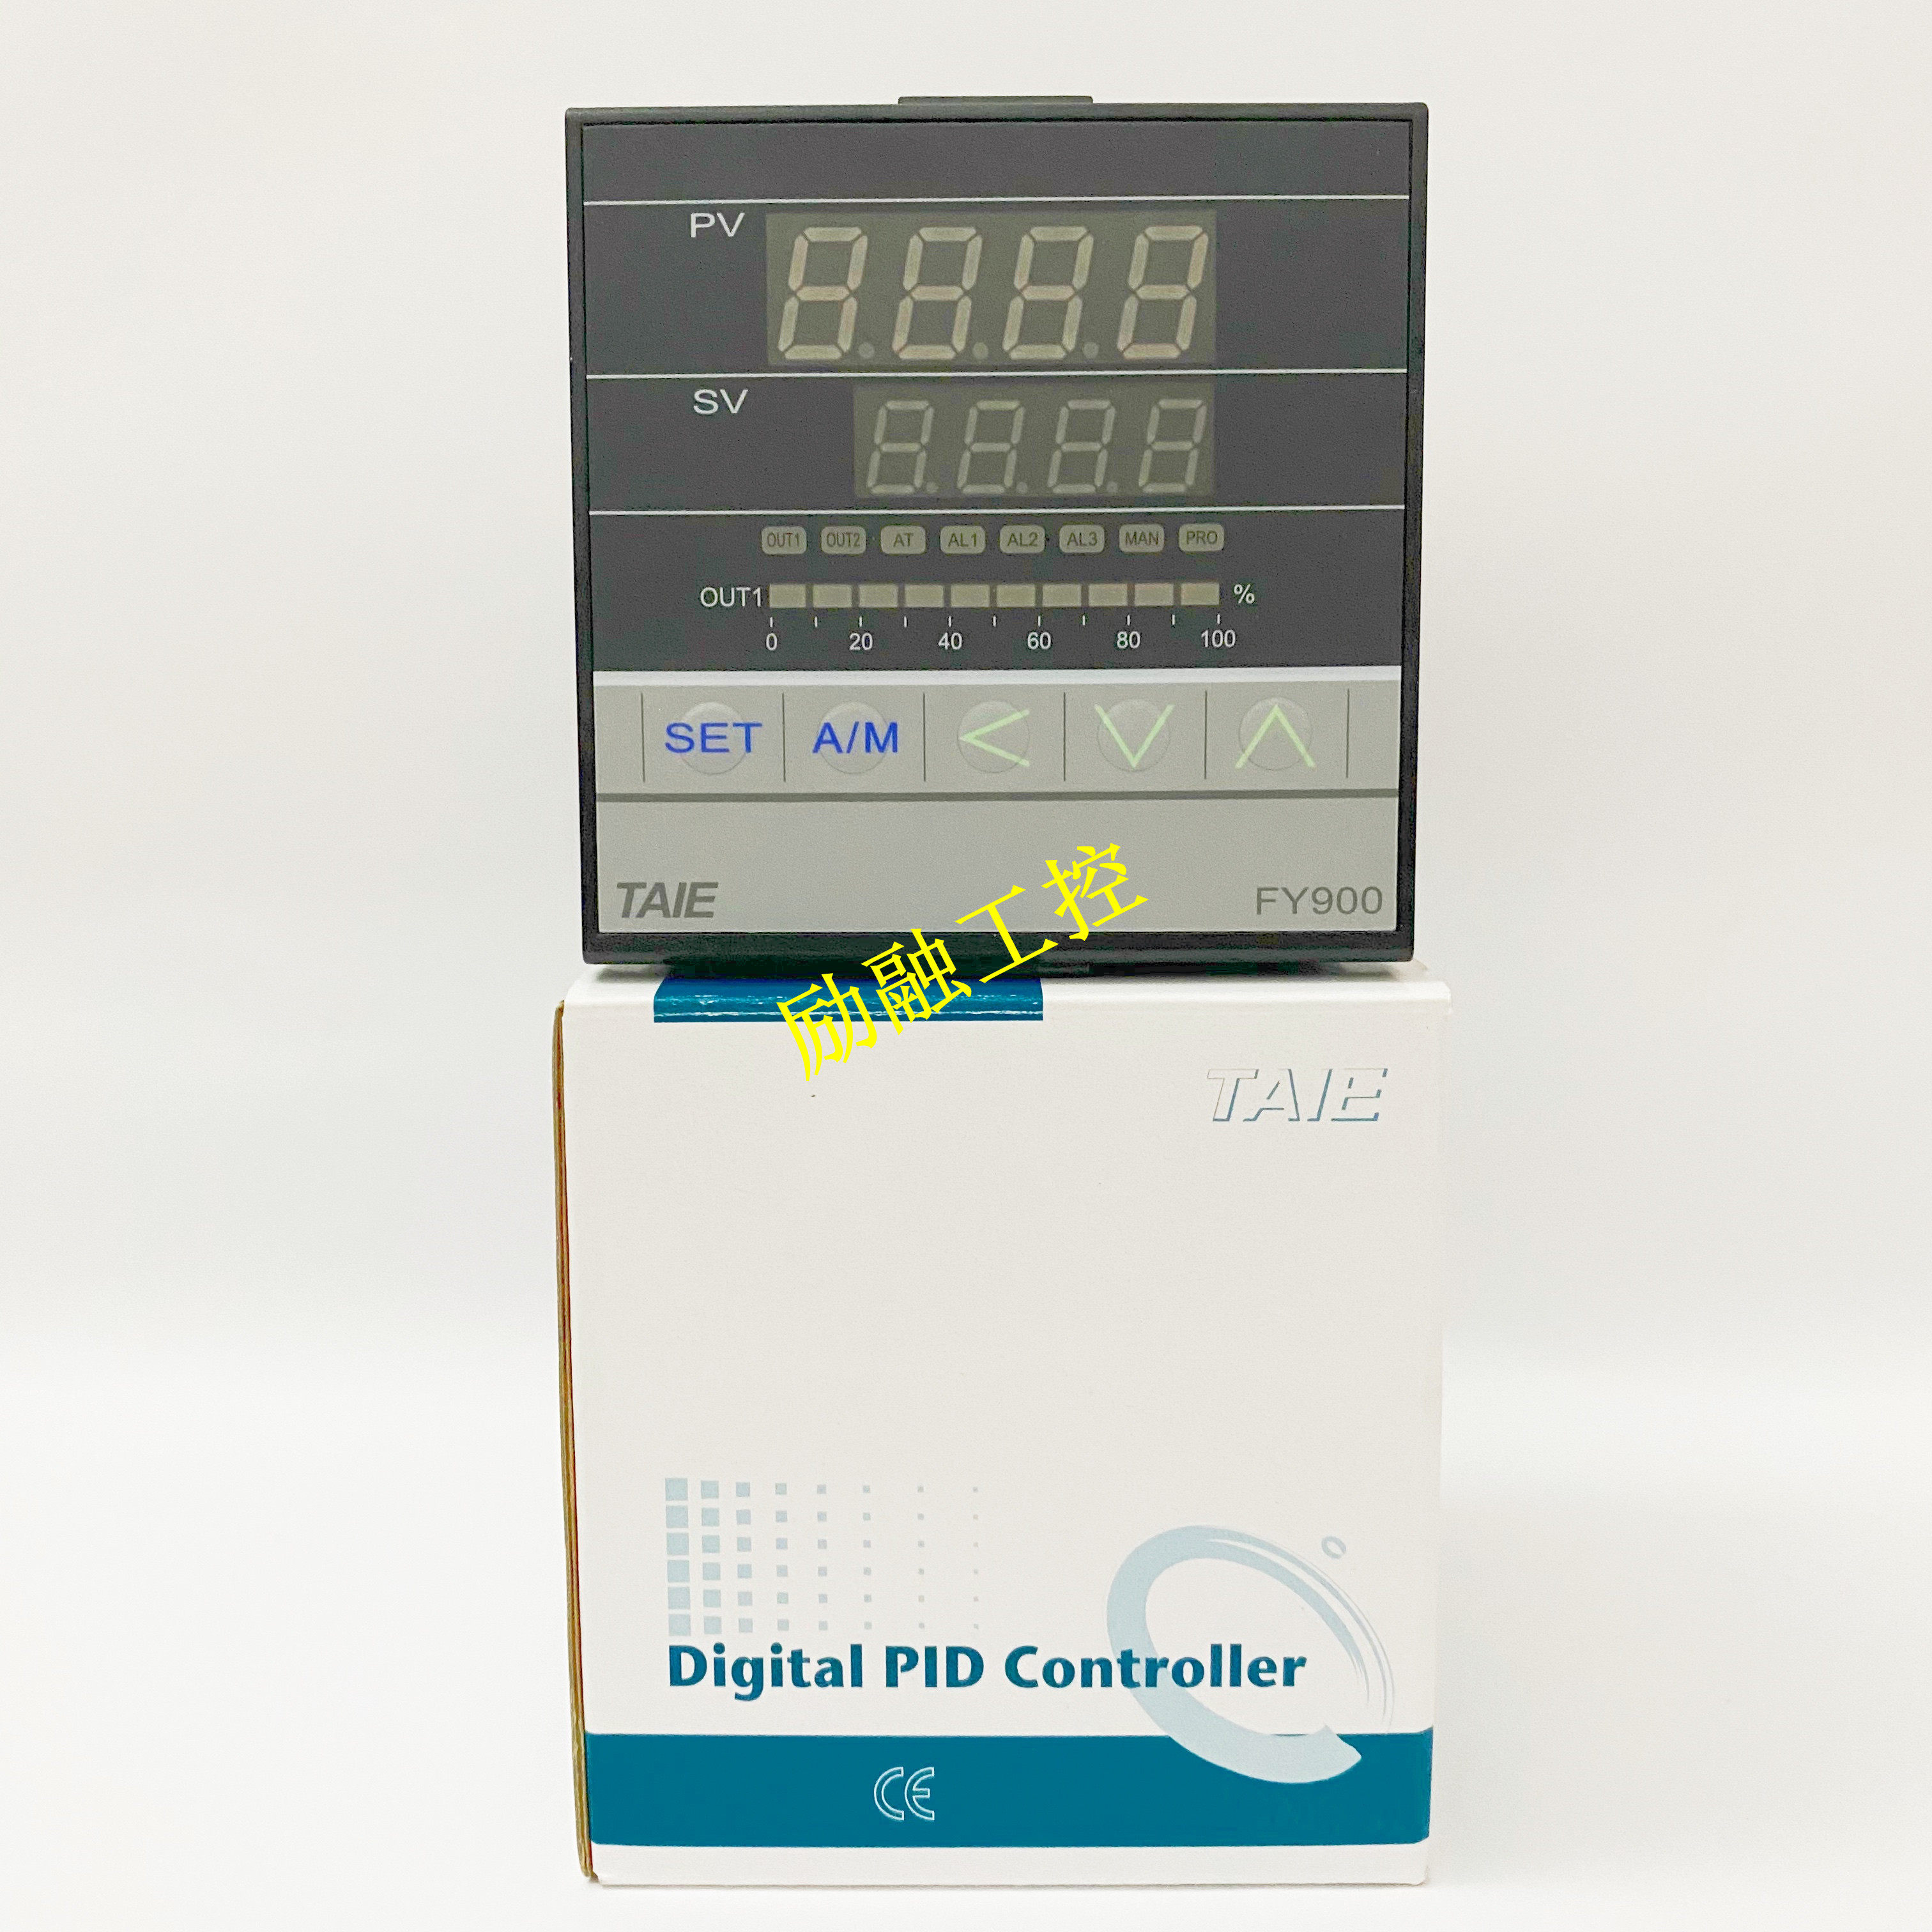 PV
SV
OUT1 OUT2 AT AL1 AL2 AL3 MAN PRO
OUT1 %
0 20 40 60 80 100
SET A/M
TAIE FY900
励融工控
TAIE
Digital PID Controller
CE